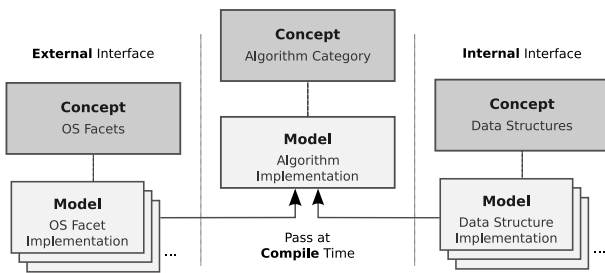 External Interface
Concept
OS Facets
Model
OS Facet
Implementation
...
Concept
Algorithm Category
Model
Algorithm
Implementation
Pass at
Compile Time
Internal Interface
Concept
Data Structures
Model
Data Structure
Implementation
...